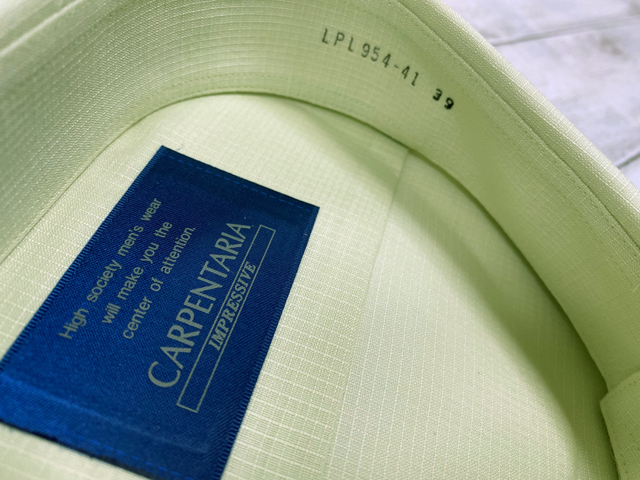 LPL954-41 39
High society men's wear
will make you the
center of attention.
CARPENTARIA
IMPRESSIVE